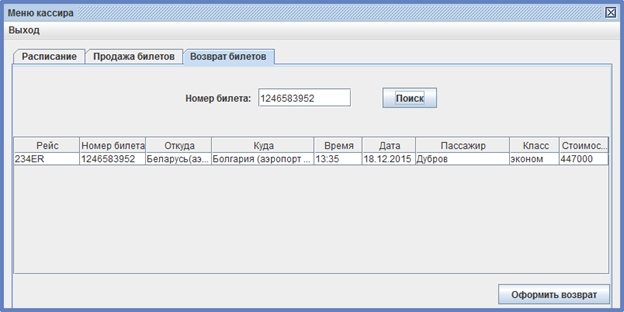 Меню кассира
Выход
Расписание Продажа билетов Возврат билетов
Номер билета: 1246583952 Поиск
Рейс Номер билета Откуда Куда Время Дата Пассажир Класс Стоимос...
234ER 1246583952 Беларусь(аэ... Болгария (аэропорт ... 13:35 18.12.2015 Дубров эконом 447000
Оформить возврат